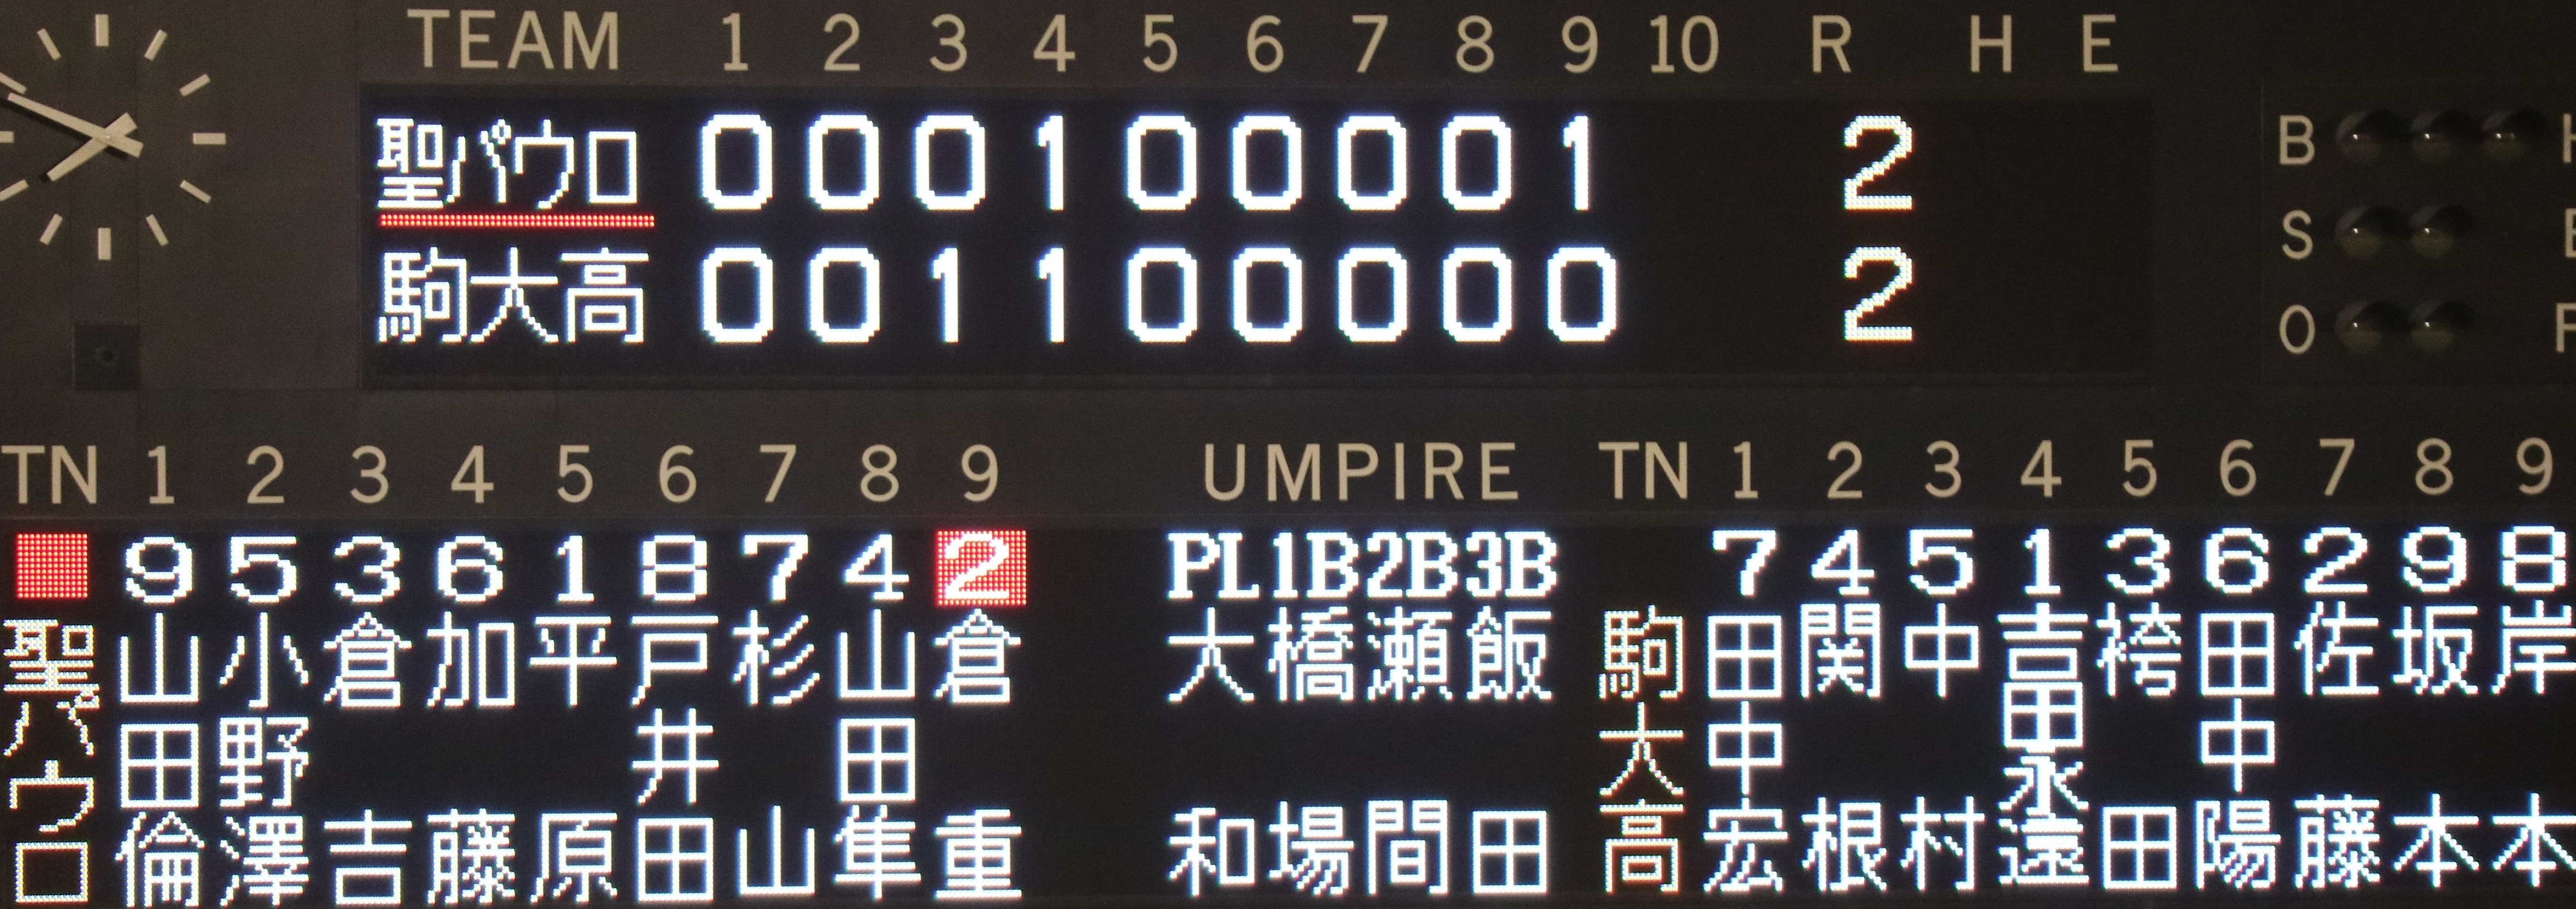 TEAM 1 2 3 4 5 6 7 8 9 10 R H E
聖パウロ 0 0 0 1 0 0 0 0 1 2
駒大高 0 0 1 1 0 0 0 0 0 2
B
S
O
TN 1 2 3 4 5 6 7 8 9 UMPIRE TN 1 2 3 4 5 6 7 8 9
9 5 3 6 1 8 7 4 2 PL 1B 2B 3B 7 4 5 1 3 6 2 9 8
聖パウロ
山田倫
小野澤
倉吉
加藤
平原
戸井田
杉山
山田隼
倉重
大和
橋場
瀬間
飯田
駒大高
田中宏
関根
中村
吉田永遠
袴田
田中陽
佐藤
坂本
岸本